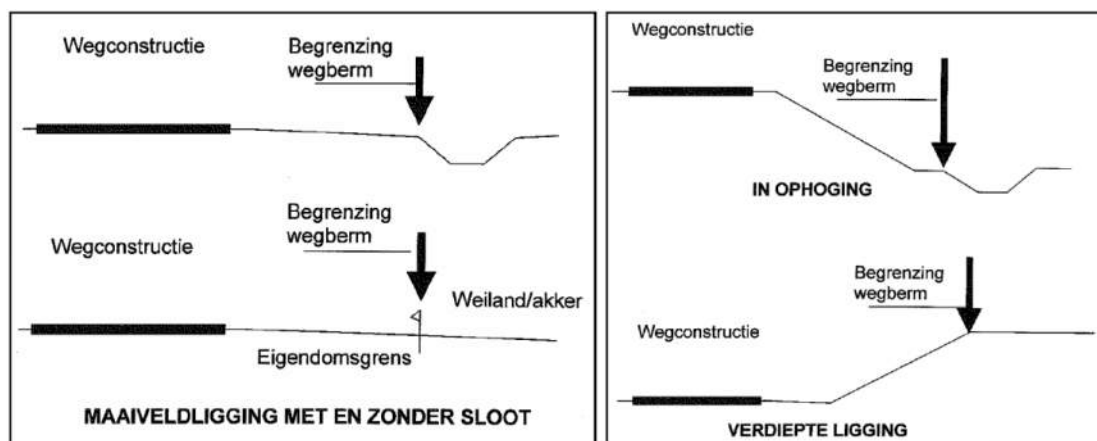 Wegconstructie
Begrenzing
wegberm
Wegconstructie
Begrenzing
wegberm
Weiland/akker
Eigendomsgrens
MAAIVELDLIGGING MET EN ZONDER SLOOT
Wegconstructie
Begrenzing
wegberm
IN OPHOGING
Begrenzing
wegberm
Wegconstructie
VERDIEPTE LIGGING